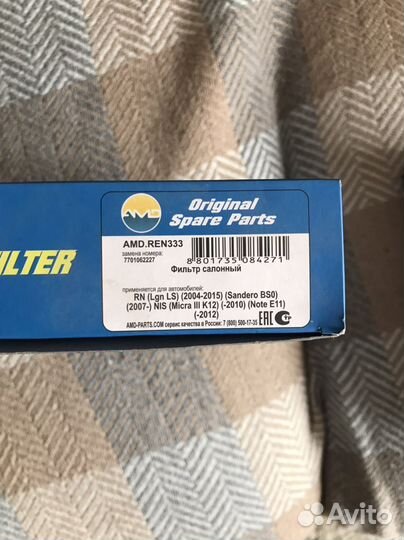 FILTER
AMD
Original
Spare Parts
AMD.REN333
замена номера:
7701062227
8 801735 084271
Фильтр салонный
применяется для автомобилей:
RN (Lgn LS) (2004-2015) (Sandero BS0)
(2007-) NIS (Micra III K12) (-2010) (Note E11)
(-2012)
AMD-PARTS.COM сервис качества в России: 7 (800) 500-17-35
EAC
Avito